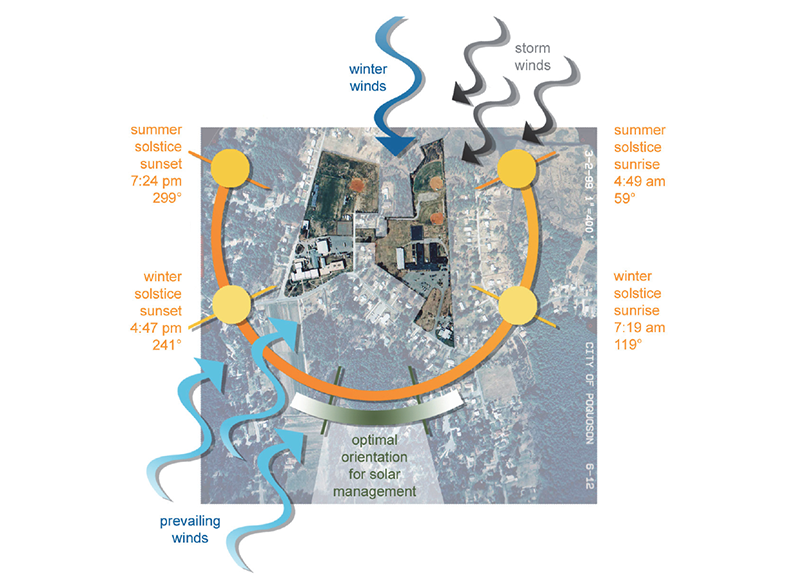 winter
winds
storm
winds
summer
solstice
sunset
7:24 pm
299°
summer
solstice
sunrise
4:49 am
59°
3-2-99 1"=400'
winter
solstice
sunset
4:47 pm
241°
winter
solstice
sunrise
7:19 am
119°
CITY OF POQUOSON 6-12
optimal
orientation
for solar
management
prevailing
winds